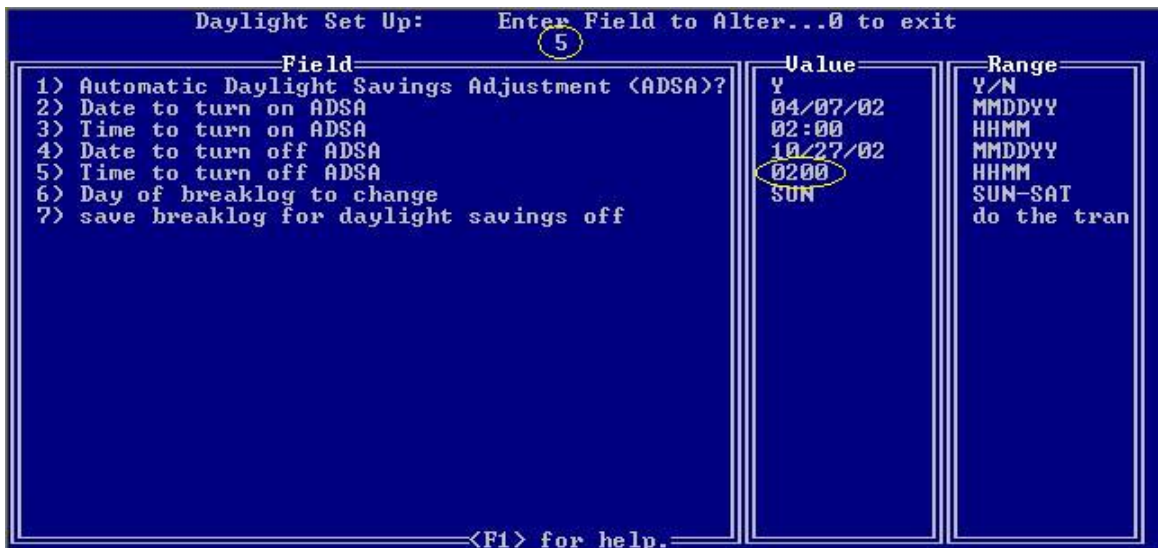 Daylight Set Up: Enter Field to Alter...0 to exit
5
Field Value Range
1) Automatic Daylight Savings Adjustment (ADSA)? Y Y/N
2) Date to turn on ADSA 04/07/02 MMDDYY
3) Time to turn on ADSA 02:00 HHMM
4) Date to turn off ADSA 10/27/02 MMDDYY
5) Time to turn off ADSA 0200 HHMM
6) Day of breaklog to change SUN SUN-SAT
7) save breaklog for daylight savings off do the tran
<F1> for help.